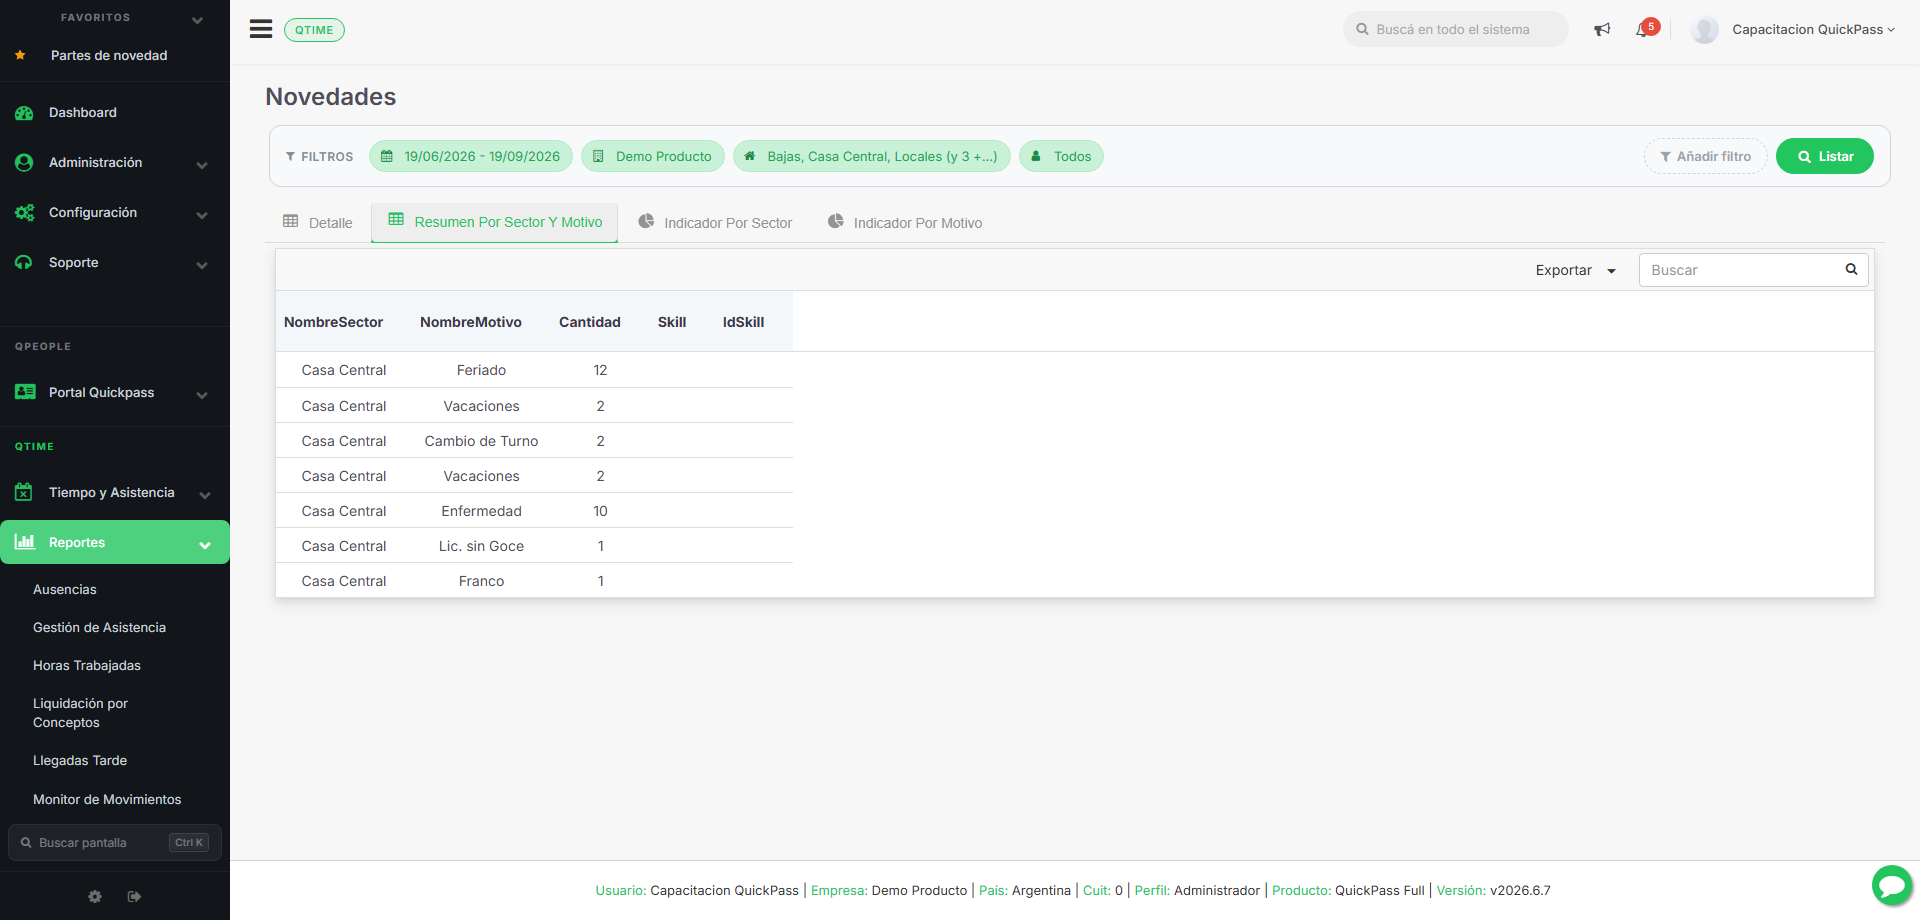 FAVORITOS
Partes de novedad
Dashboard
Administración
Configuración
Soporte
QPEOPLE
Portal Quickpass
QTIME
Tiempo y Asistencia
Reportes
Ausencias
Gestión de Asistencia
Horas Trabajadas
Liquidación por
Conceptos
Llegadas Tarde
Monitor de Movimientos
Buscar pantalla Ctrl K
QTIME
Buscá en todo el sistema
5
Capacitacion QuickPass
Novedades
FILTROS 19/06/2026 - 19/09/2026 Demo Producto Bajas, Casa Central, Locales (y 3 +...) Todos Añadir filtro Listar
Detalle Resumen Por Sector Y Motivo Indicador Por Sector Indicador Por Motivo
Exportar Buscar
NombreSector NombreMotivo Cantidad Skill IdSkill
Casa Central Feriado 12
Casa Central Vacaciones 2
Casa Central Cambio de Turno 2
Casa Central Vacaciones 2
Casa Central Enfermedad 10
Casa Central Lic. sin Goce 1
Casa Central Franco 1
Usuario: Capacitacion QuickPass | Empresa: Demo Producto | País: Argentina | Cuit: 0 | Perfil: Administrador | Producto: QuickPass Full | Versión: v2026.6.7